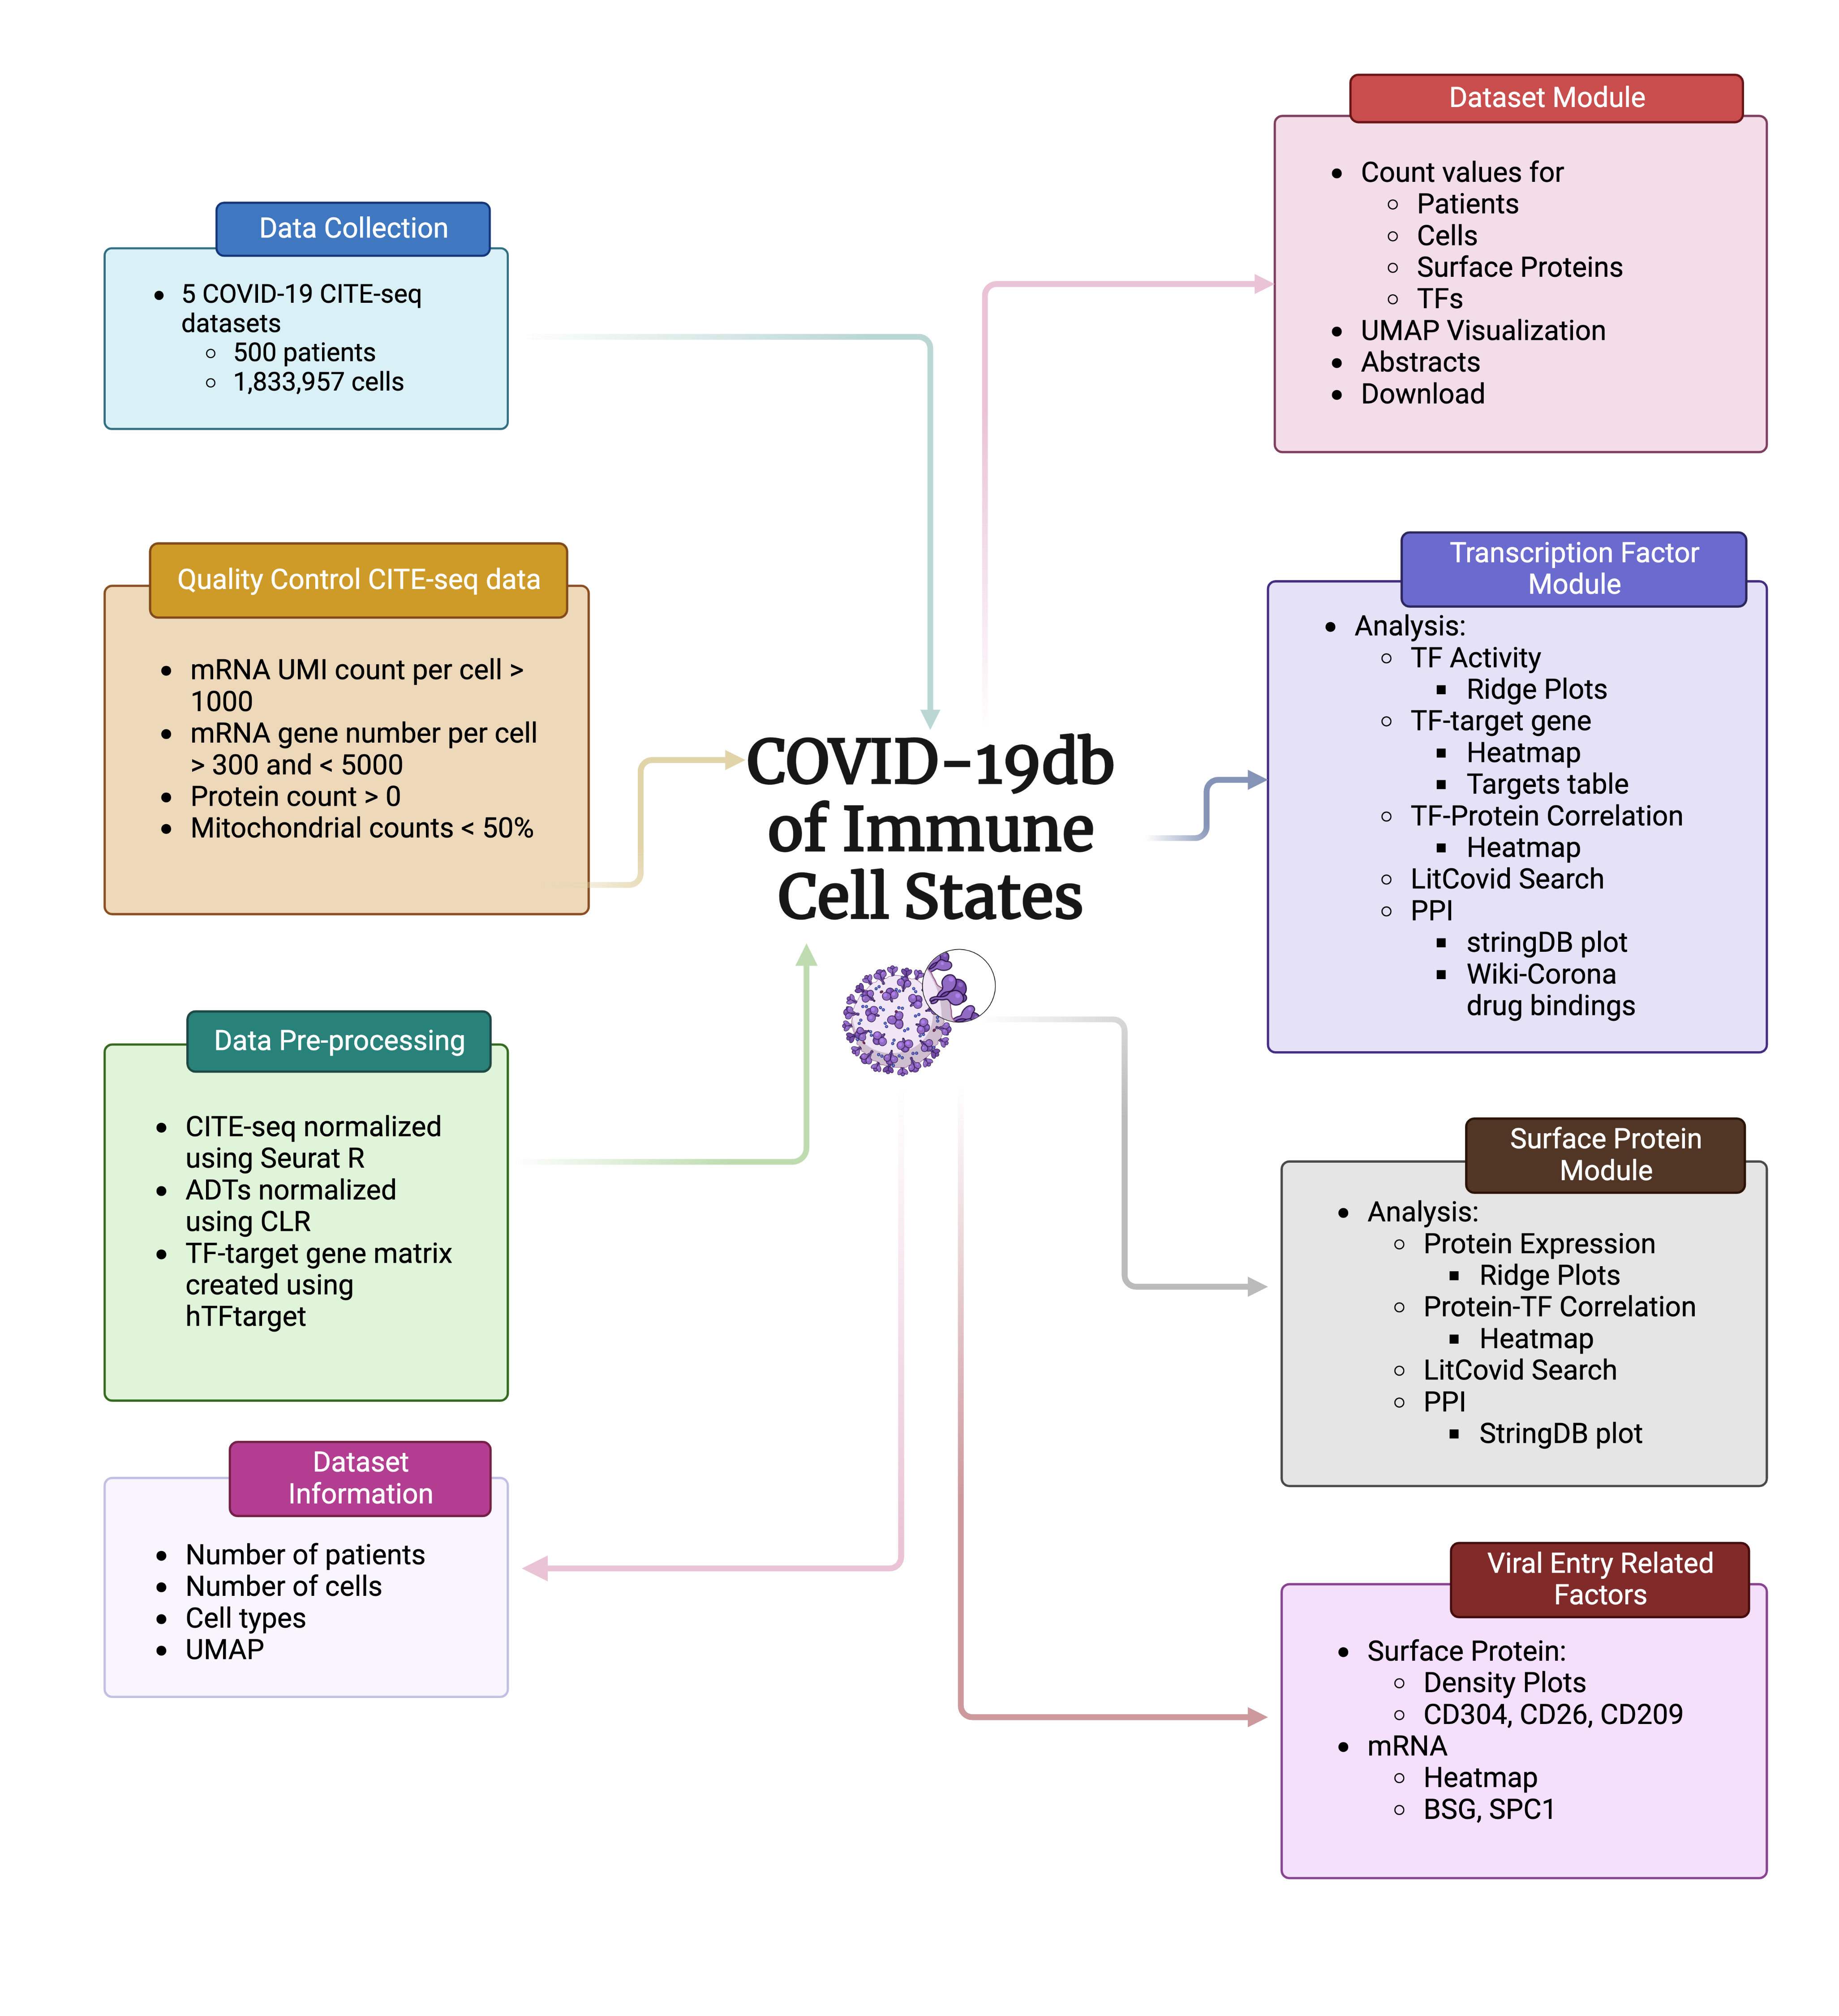 Data Collection
• 5 COVID-19 CITE-seq
datasets
○ 500 patients
○ 1,833,957 cells
Quality Control CITE-seq data
• mRNA UMI count per cell >
1000
• mRNA gene number per cell
> 300 and < 5000
• Protein count > 0
• Mitochondrial counts < 50%
Data Pre-processing
• CITE-seq normalized
using Seurat R
• ADTs normalized
using CLR
• TF-target gene matrix
created using
hTFtarget
Dataset
Information
• Number of patients
• Number of cells
• Cell types
• UMAP
COVID-19db
of Immune
Cell States
Dataset Module
• Count values for
○ Patients
○ Cells
○ Surface Proteins
○ TFs
• UMAP Visualization
• Abstracts
• Download
Transcription Factor
Module
• Analysis:
○ TF Activity
▪ Ridge Plots
○ TF-target gene
▪ Heatmap
▪ Targets table
○ TF-Protein Correlation
▪ Heatmap
○ LitCovid Search
○ PPI
▪ stringDB plot
▪ Wiki-Corona
drug bindings
Surface Protein
Module
• Analysis:
○ Protein Expression
▪ Ridge Plots
○ Protein-TF Correlation
▪ Heatmap
○ LitCovid Search
○ PPI
▪ StringDB plot
Viral Entry Related
Factors
• Surface Protein:
○ Density Plots
○ CD304, CD26, CD209
• mRNA
○ Heatmap
○ BSG, SPC1